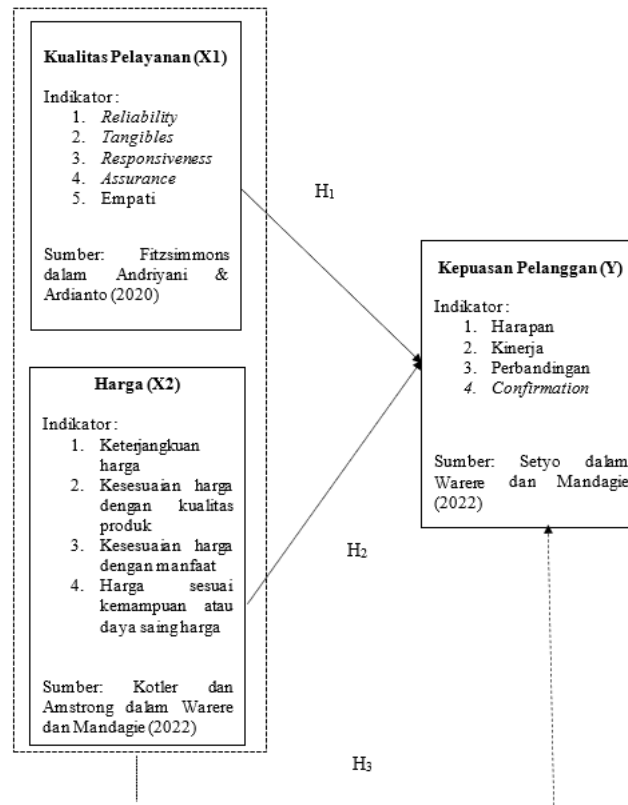 Kualitas Pelayanan (X1)
Indikator :
1. Reliability
2. Tangibles
3. Responsiveness
4. Assurance
5. Empati
Sumber: Fitzsimmons
dalam Andriyani &
Ardianto (2020)
H1
Kepuasan Pelanggan (Y)
Indikator :
1. Harapan
2. Kinerja
3. Perbandingan
4. Confirmation
Sumber: Setyo dalam
Warere dan Mandagie
(2022)
Harga (X2)
Indikator :
1. Keterjangkuan
harga
2. Kesesuaian harga
dengan kualitas
produk
3. Kesesuaian harga
dengan manfaat
4. Harga sesuai
kemampuan atau
daya saing harga
Sumber: Kotler dan
Amstrong dalam Warere
dan Mandagie (2022)
H2
H3